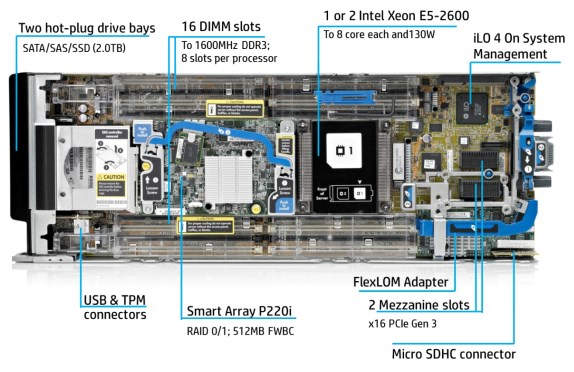 Two hot-plug drive bays
SATA/SAS/SSD (2.0TB)
16 DIMM slots
To 1600MHz DDR3;
8 slots per processor
1 or 2 Intel Xeon E5-2600
To 8 core each and130W
iLO 4 On System
Management
CAUTION
1
USB & TPM
connectors
Smart Array P220i
RAID 0/1; 512MB FWBC
FlexLOM Adapter
2 Mezzanine slots
x16 PCIe Gen 3
Micro SDHC connector